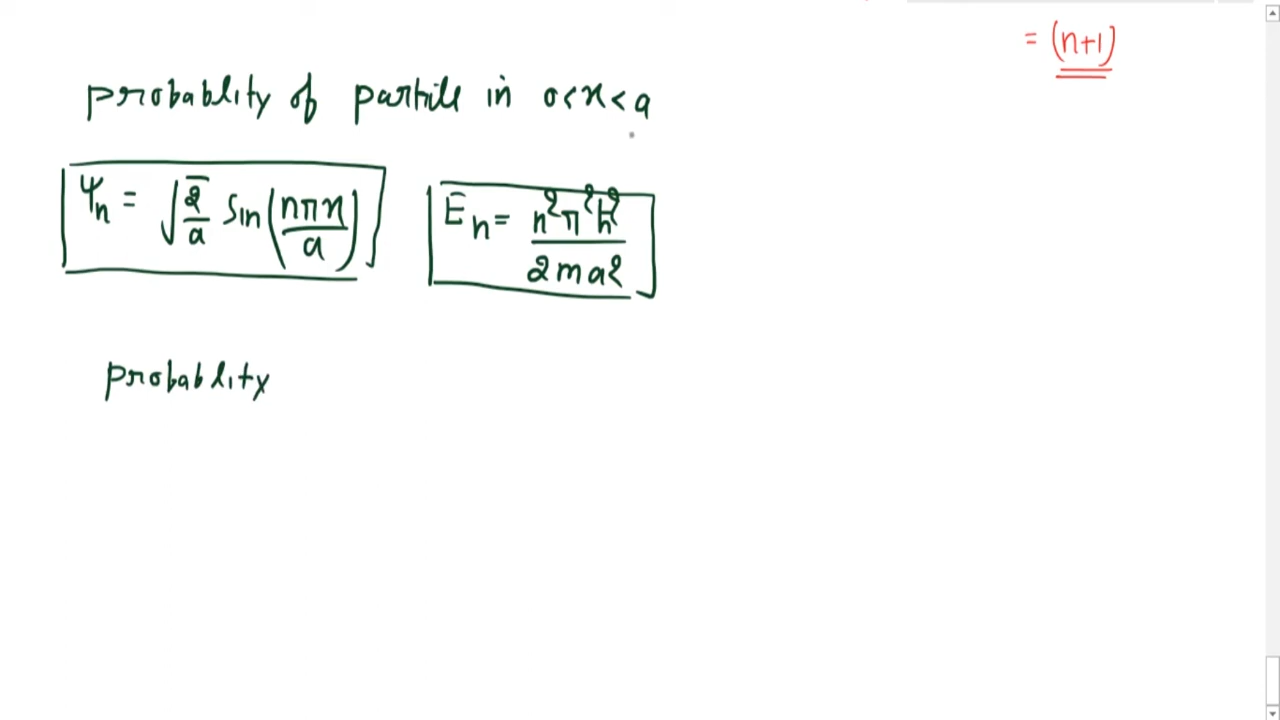 = (n+1)
probablity of partile in 0<x<a
Ψn = √2/a Sin(nπx/a) En = n²π²ħ²/2ma²
probablity